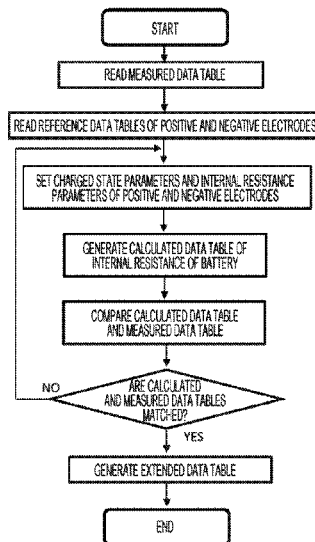 START
READ MEASURED DATA TABLE
READ REFERENCE DATA TABLES OF POSITIVE AND NEGATIVE ELECTRODES
SET CHARGED STATE PARAMETERS AND INTERNAL RESISTANCE
PARAMETERS OF POSITIVE AND NEGATIVE ELECTRODES
GENERATE CALCULATED DATA TABLE OF
INTERNAL RESISTANCE OF BATTERY
COMPARE CALCULATED DATA TABLE
AND MEASURED DATA TABLE
NO
ARE CALCULATED
AND MEASURED DATA TABLES
MATCHED?
YES
GENERATE EXTENDED DATA TABLE
END